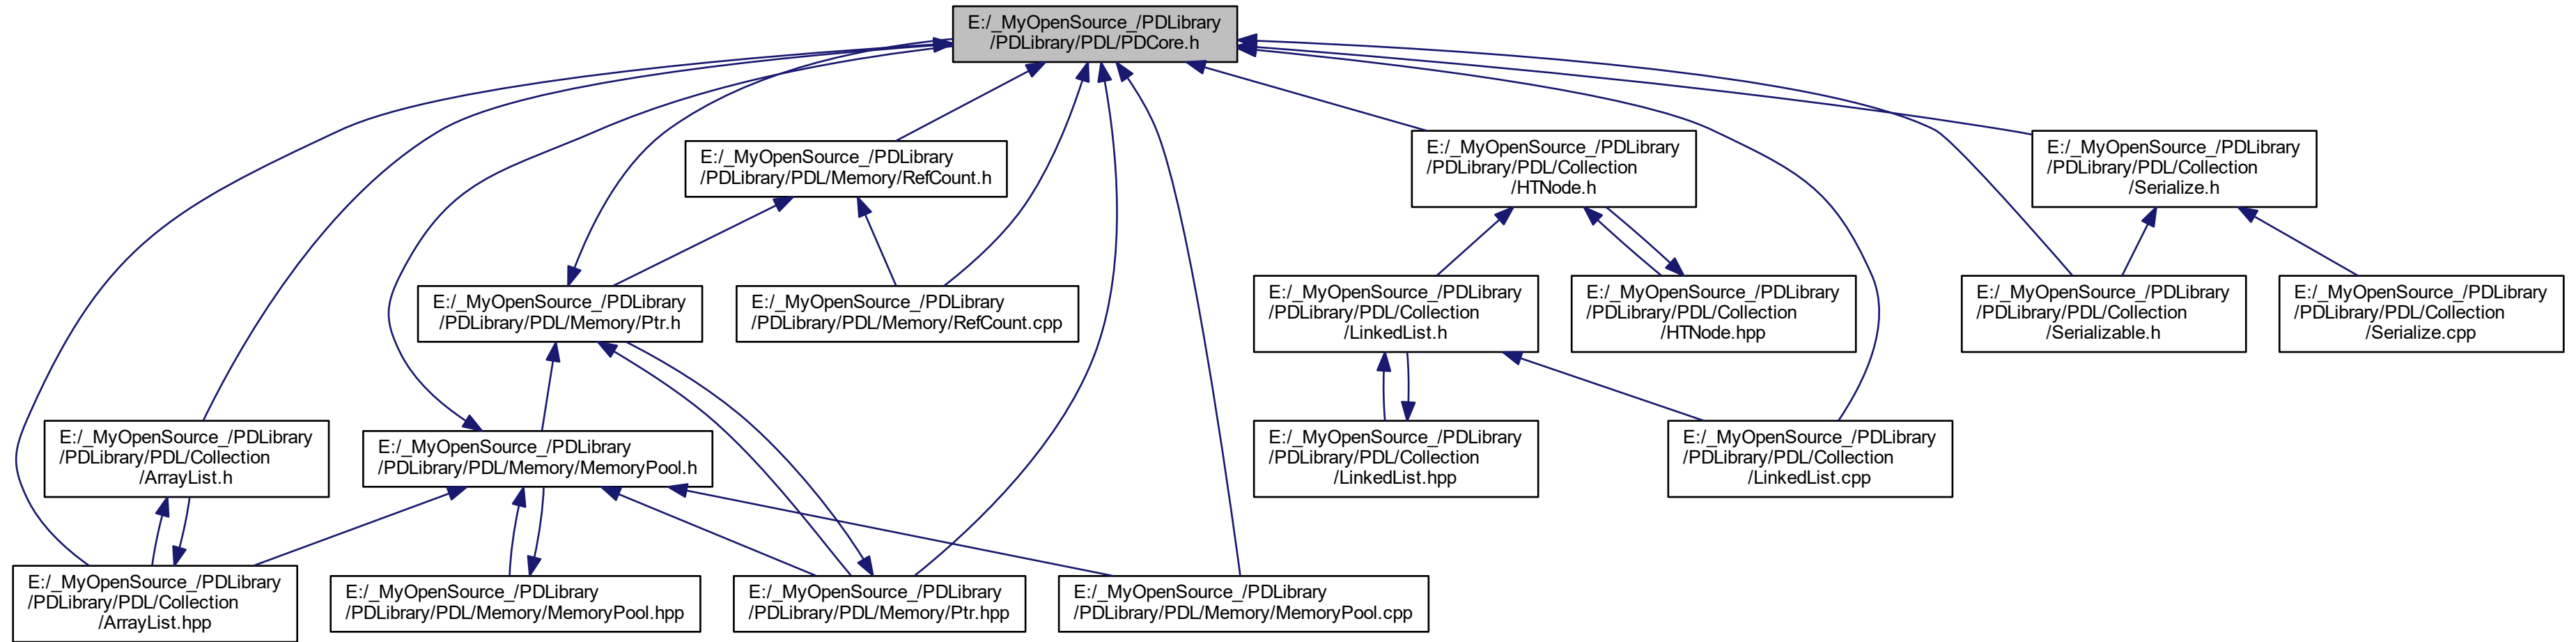 E:/_MyOpenSource_/PDLibrary
/PDLibrary/PDL/PDCore.h
E:/_MyOpenSource_/PDLibrary
/PDLibrary/PDL/Memory/RefCount.h
E:/_MyOpenSource_/PDLibrary
/PDLibrary/PDL/Collection
/HTNode.h
E:/_MyOpenSource_/PDLibrary
/PDLibrary/PDL/Collection
/Serialize.h
E:/_MyOpenSource_/PDLibrary
/PDLibrary/PDL/Memory/Ptr.h
E:/_MyOpenSource_/PDLibrary
/PDLibrary/PDL/Memory/RefCount.cpp
E:/_MyOpenSource_/PDLibrary
/PDLibrary/PDL/Collection
/LinkedList.h
E:/_MyOpenSource_/PDLibrary
/PDLibrary/PDL/Collection
/HTNode.hpp
E:/_MyOpenSource_/PDLibrary
/PDLibrary/PDL/Collection
/Serializable.h
E:/_MyOpenSource_/PDLibrary
/PDLibrary/PDL/Collection
/Serialize.cpp
E:/_MyOpenSource_/PDLibrary
/PDLibrary/PDL/Collection
/ArrayList.h
E:/_MyOpenSource_/PDLibrary
/PDLibrary/PDL/Memory/MemoryPool.h
E:/_MyOpenSource_/PDLibrary
/PDLibrary/PDL/Collection
/LinkedList.hpp
E:/_MyOpenSource_/PDLibrary
/PDLibrary/PDL/Collection
/LinkedList.cpp
E:/_MyOpenSource_/PDLibrary
/PDLibrary/PDL/Collection
/ArrayList.hpp
E:/_MyOpenSource_/PDLibrary
/PDLibrary/PDL/Memory/MemoryPool.hpp
E:/_MyOpenSource_/PDLibrary
/PDLibrary/PDL/Memory/Ptr.hpp
E:/_MyOpenSource_/PDLibrary
/PDLibrary/PDL/Memory/MemoryPool.cpp